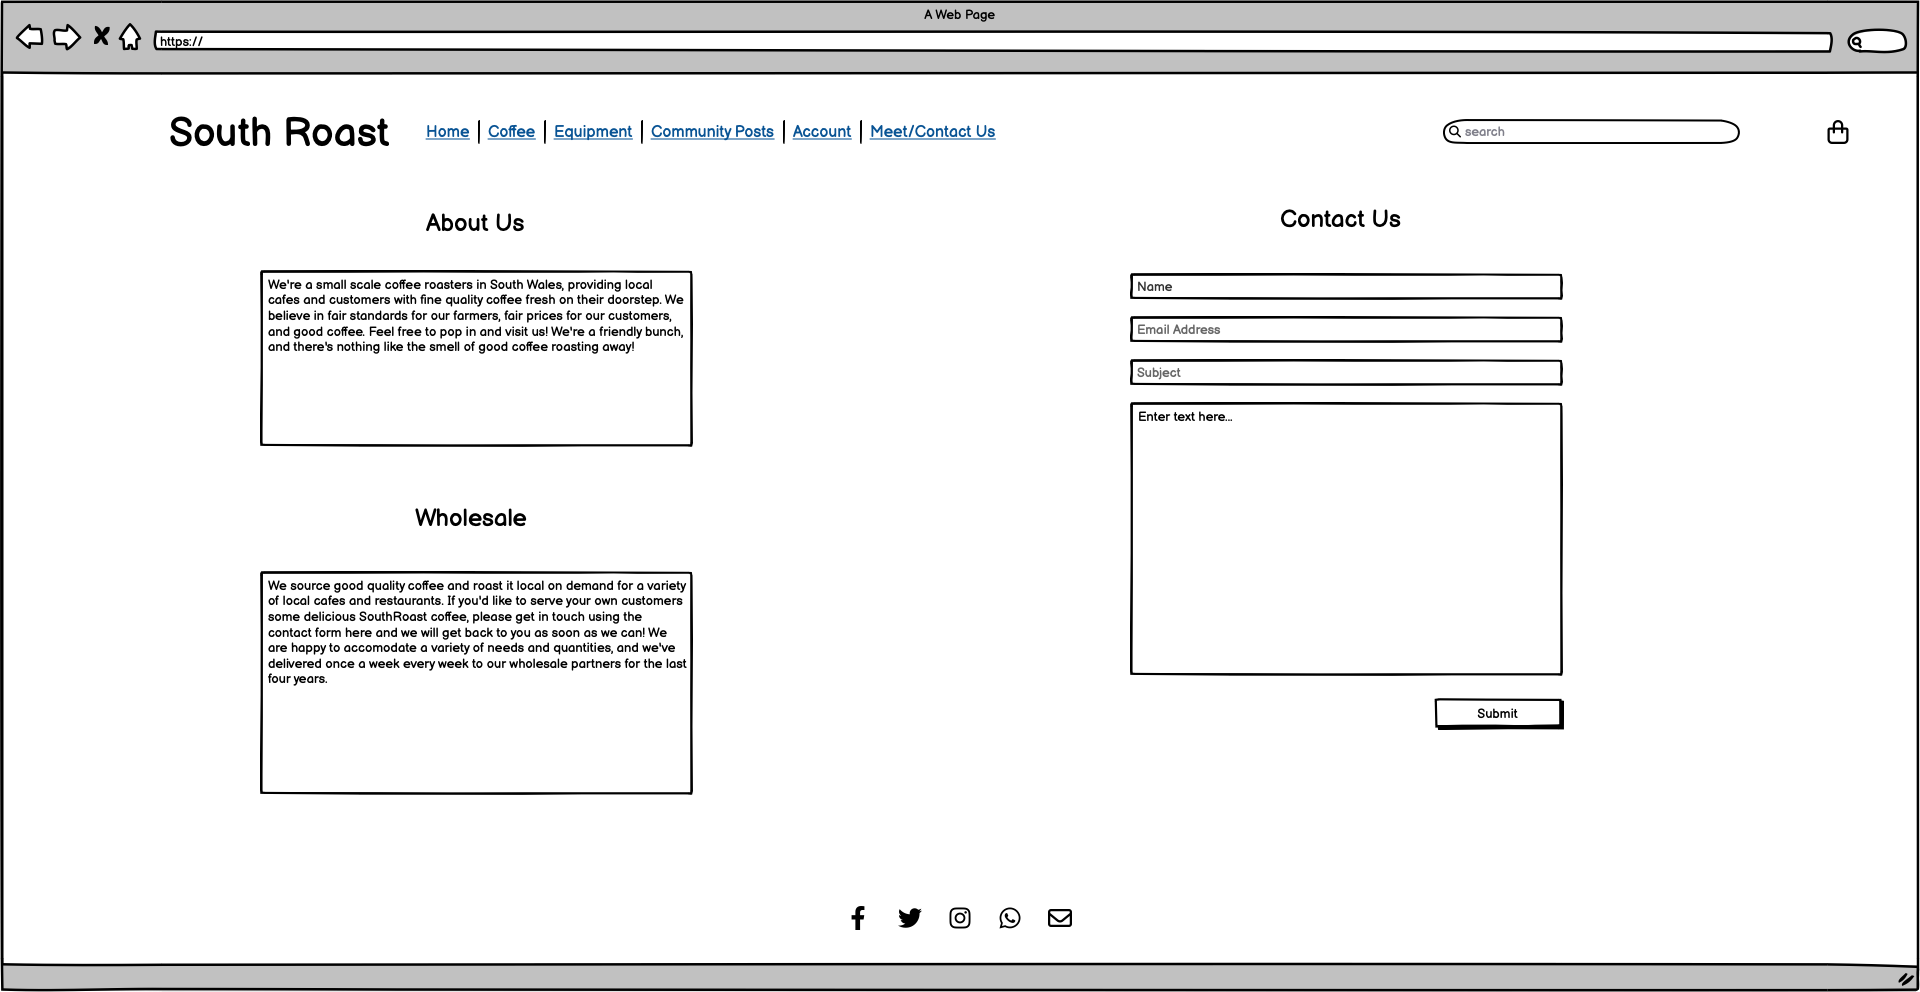 A Web Page
https://
South Roast
Home | Coffee | Equipment | Community Posts | Account | Meet/Contact Us
search
About Us
We're a small scale coffee roasters in South Wales, providing local
cafes and customers with fine quality coffee fresh on their doorstep. We
believe in fair standards for our farmers, fair prices for our customers,
and good coffee. Feel free to pop in and visit us! We're a friendly bunch,
and there's nothing like the smell of good coffee roasting away!
Wholesale
We source good quality coffee and roast it local on demand for a variety
of local cafes and restaurants. If you'd like to serve your own customers
some delicious SouthRoast coffee, please get in touch using the
contact form here and we will get back to you as soon as we can! We
are happy to accomodate a variety of needs and quantities, and we've
delivered once a week every week to our wholesale partners for the last
four years.
Contact Us
Name
Email Address
Subject
Enter text here...
Submit